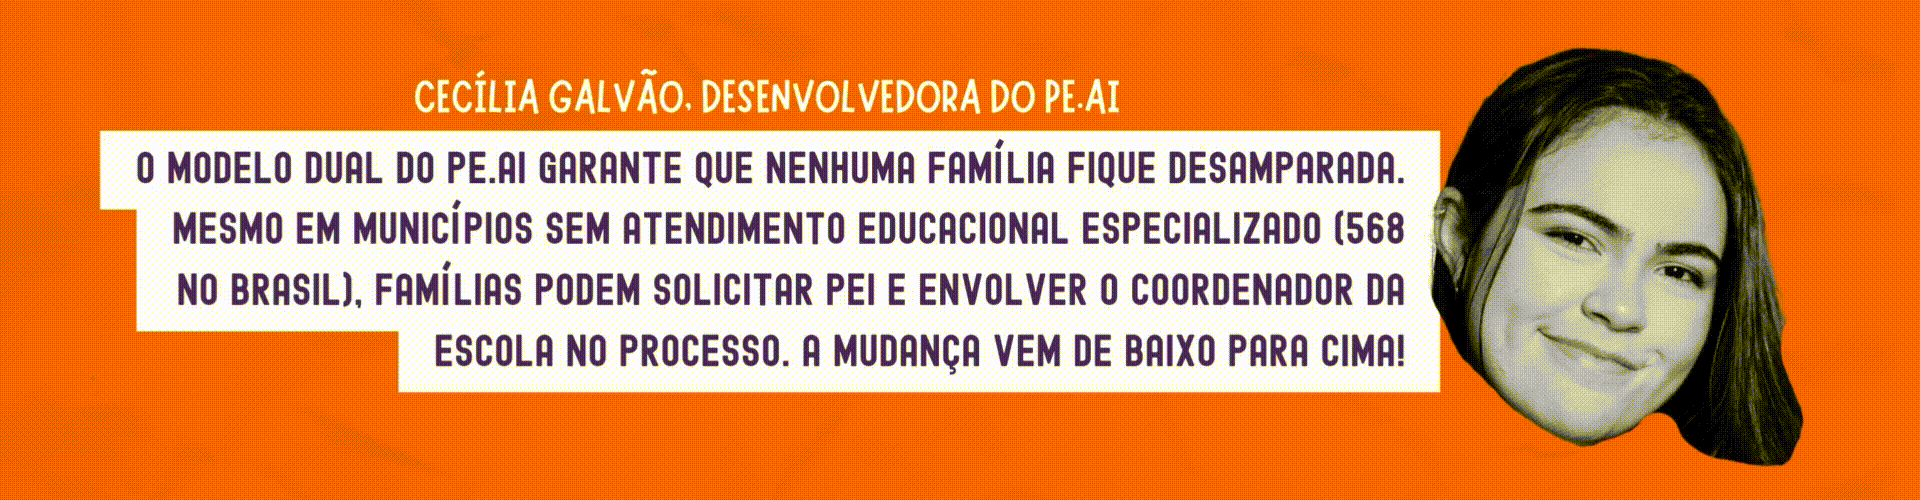 CECÍLIA GALVÃO, DESENVOLVEDORA DO PE.AI
O MODELO DUAL DO PE.AI GARANTE QUE NENHUMA FAMÍLIA FIQUE DESAMPARADA.
MESMO EM MUNICÍPIOS SEM ATENDIMENTO EDUCACIONAL ESPECIALIZADO (568
NO BRASIL), FAMÍLIAS PODEM SOLICITAR PEI E ENVOLVER O COORDENADOR DA
ESCOLA NO PROCESSO. A MUDANÇA VEM DE BAIXO PARA CIMA!